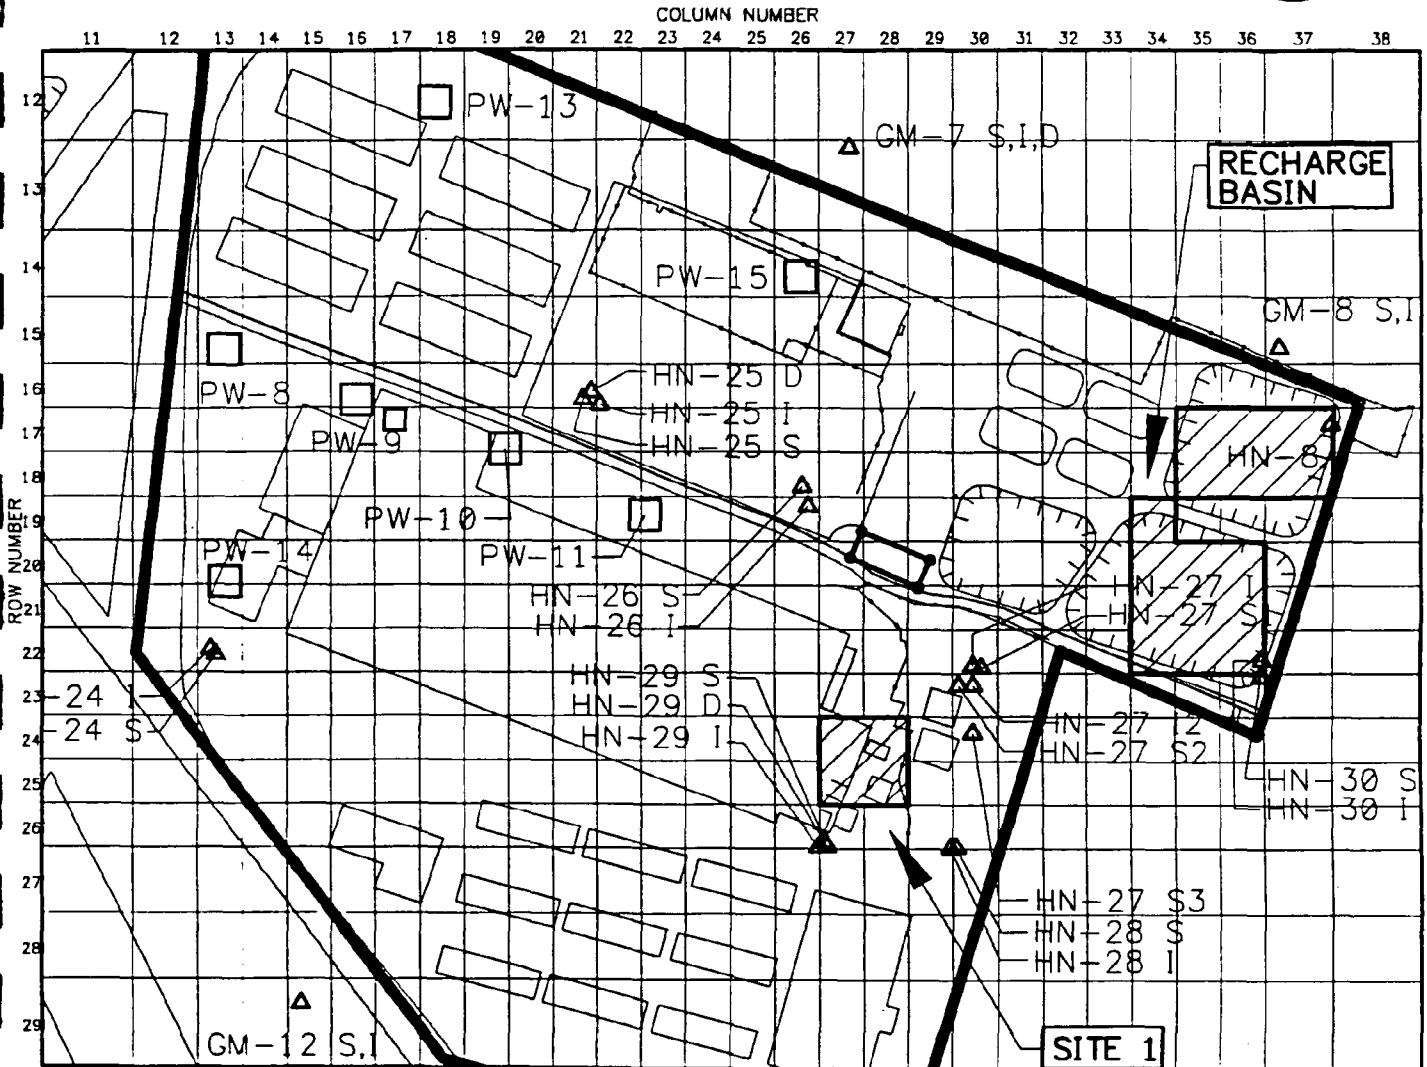 COLUMN NUMBER
11 12 13 14 15 16 17 18 19 20 21 22 23 24 25 26 27 28 29 30 31 32 33 34 35 36 37 38
ROW NUMBER
12
13
14
15
16
17
18
19
20
21
22
23
24
25
26
27
28
29
PW-13
GM-7 S,I,D
RECHARGE
BASIN
PW-15
GM-8 S,I
PW-8
HN-25 D
HN-25 I
HN-25 S
PW-9
HN-8
PW-10
PW-11
PW-14
HN-26 S
HN-26 I
HN-27 I
HN-27 S
HN-29 S
HN-29 D
HN-29 I
-24 I
-24 S
HN-27 I2
HN-27 S2
HN-30 S
HN-30 I
HN-27 S3
HN-28 S
HN-28 I
GM-12 S,I
SITE 1